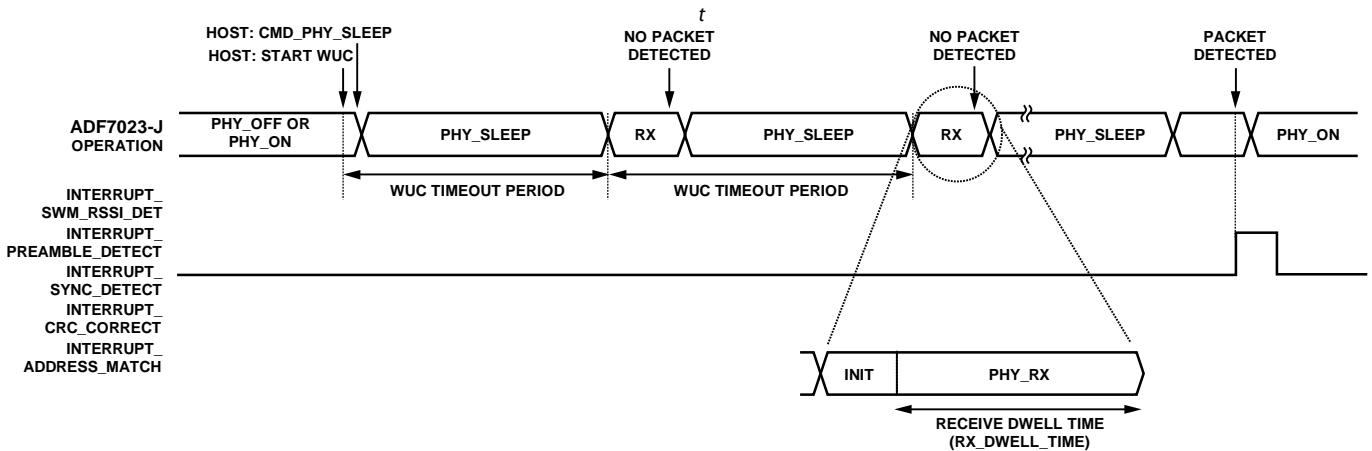 t
HOST: CMD_PHY_SLEEP
HOST: START WUC
NO PACKET
DETECTED
NO PACKET
DETECTED
PACKET
DETECTED
ADF7023-J
OPERATION
PHY_OFF OR
PHY_ON
PHY_SLEEP
RX
PHY_SLEEP
RX
PHY_SLEEP
PHY_ON
WUC TIMEOUT PERIOD
WUC TIMEOUT PERIOD
INTERRUPT_
SWM_RSSI_DET
INTERRUPT_
PREAMBLE_DETECT
INTERRUPT_
SYNC_DETECT
INTERRUPT_
CRC_CORRECT
INTERRUPT_
ADDRESS_MATCH
INIT
PHY_RX
RECEIVE DWELL TIME
(RX_DWELL_TIME)